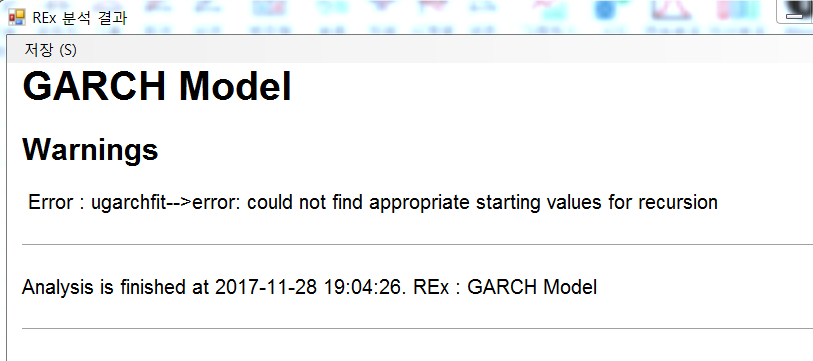 REx 분석 결과
저장 (S)
GARCH Model
Warnings
Error : ugarchfit-->error: could not find appropriate starting values for recursion
Analysis is finished at 2017-11-28 19:04:26. REx : GARCH Model